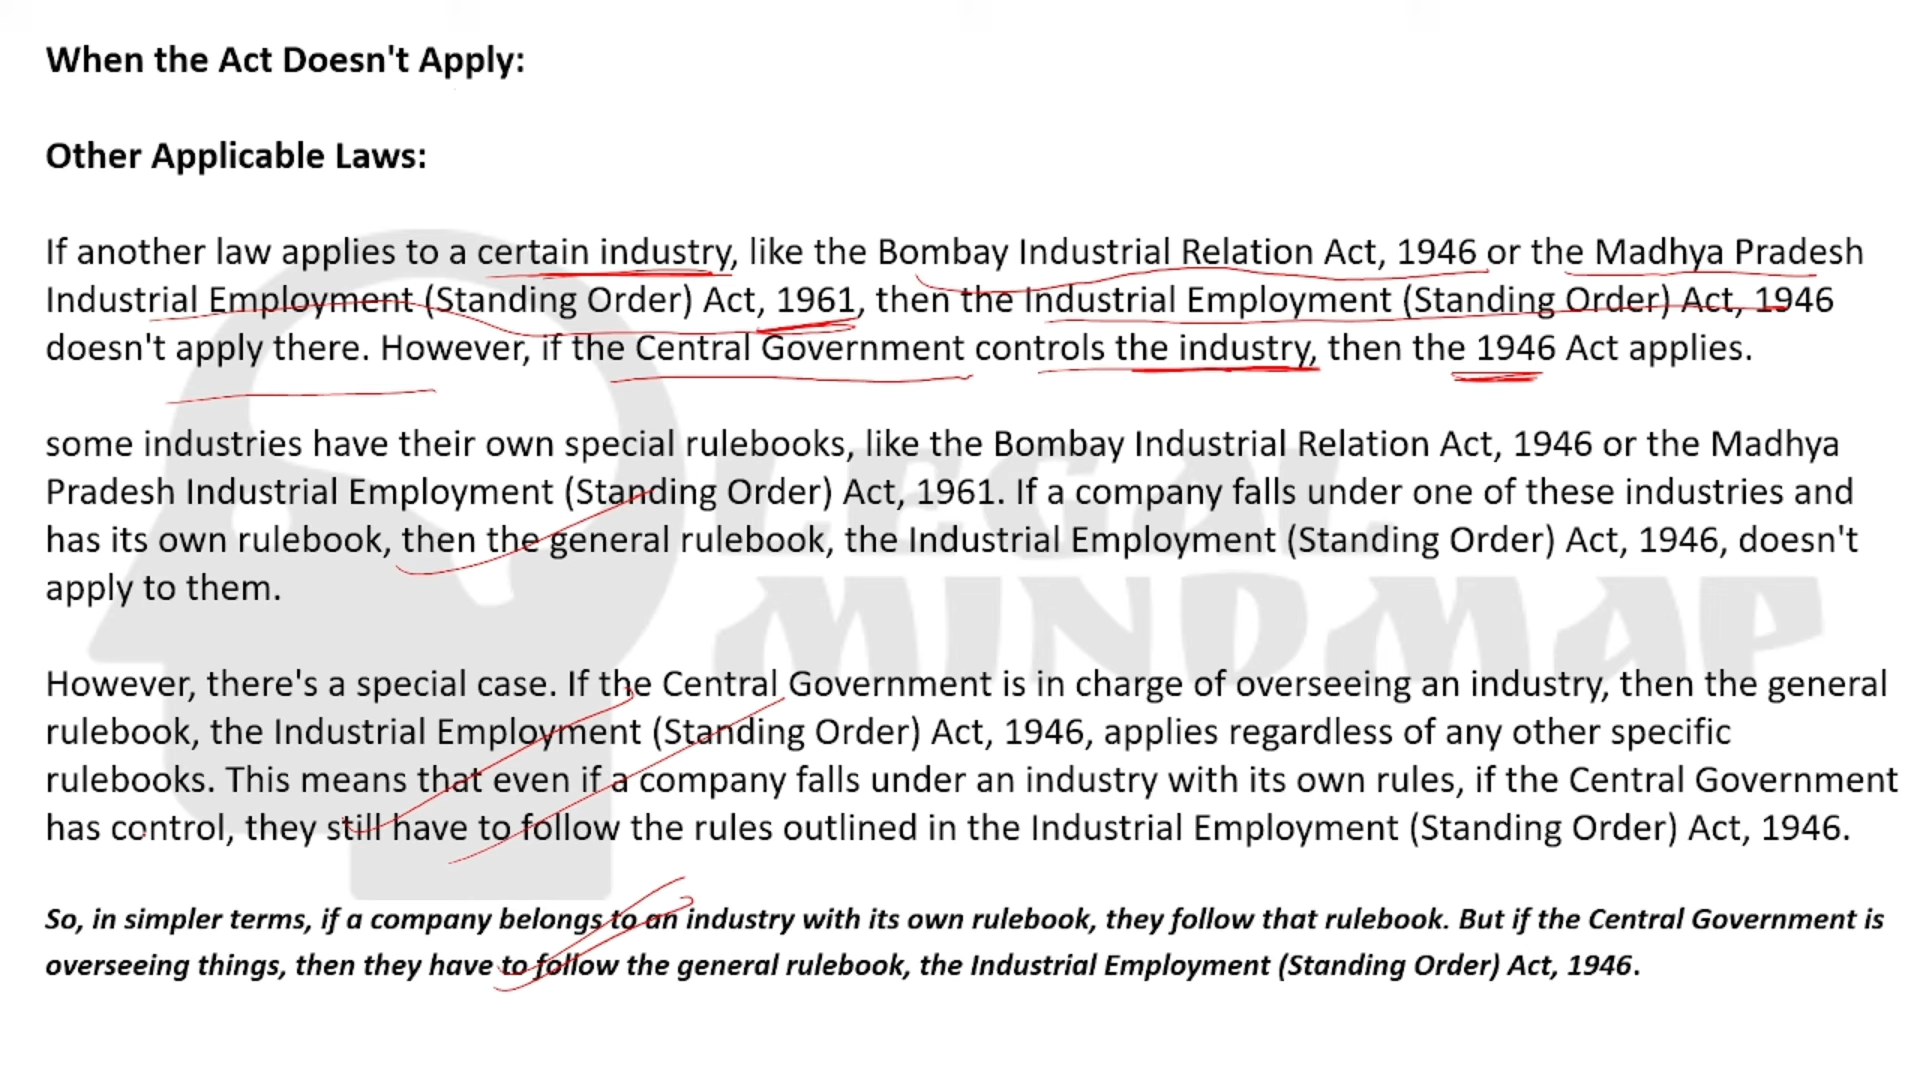 When the Act Doesn't Apply:
Other Applicable Laws:
If another law applies to a certain industry, like the Bombay Industrial Relation Act, 1946 or the Madhya Pradesh
Industrial Employment (Standing Order) Act, 1961, then the Industrial Employment (Standing Order) Act, 1946
doesn't apply there. However, if the Central Government controls the industry, then the 1946 Act applies.
some industries have their own special rulebooks, like the Bombay Industrial Relation Act, 1946 or the Madhya
Pradesh Industrial Employment (Standing Order) Act, 1961. If a company falls under one of these industries and
has its own rulebook, then the general rulebook, the Industrial Employment (Standing Order) Act, 1946, doesn't
apply to them.
However, there's a special case. If the Central Government is in charge of overseeing an industry, then the general
rulebook, the Industrial Employment (Standing Order) Act, 1946, applies regardless of any other specific
rulebooks. This means that even if a company falls under an industry with its own rules, if the Central Government
has control, they still have to follow the rules outlined in the Industrial Employment (Standing Order) Act, 1946.
So, in simpler terms, if a company belongs to an industry with its own rulebook, they follow that rulebook. But if the Central Government is
overseeing things, then they have to follow the general rulebook, the Industrial Employment (Standing Order) Act, 1946.
LEGAL
MINDMAP